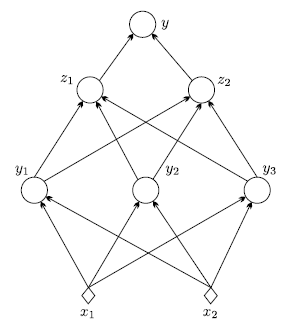 y
z₁ z₂
y₁ y₂ y₃
x₁ x₂